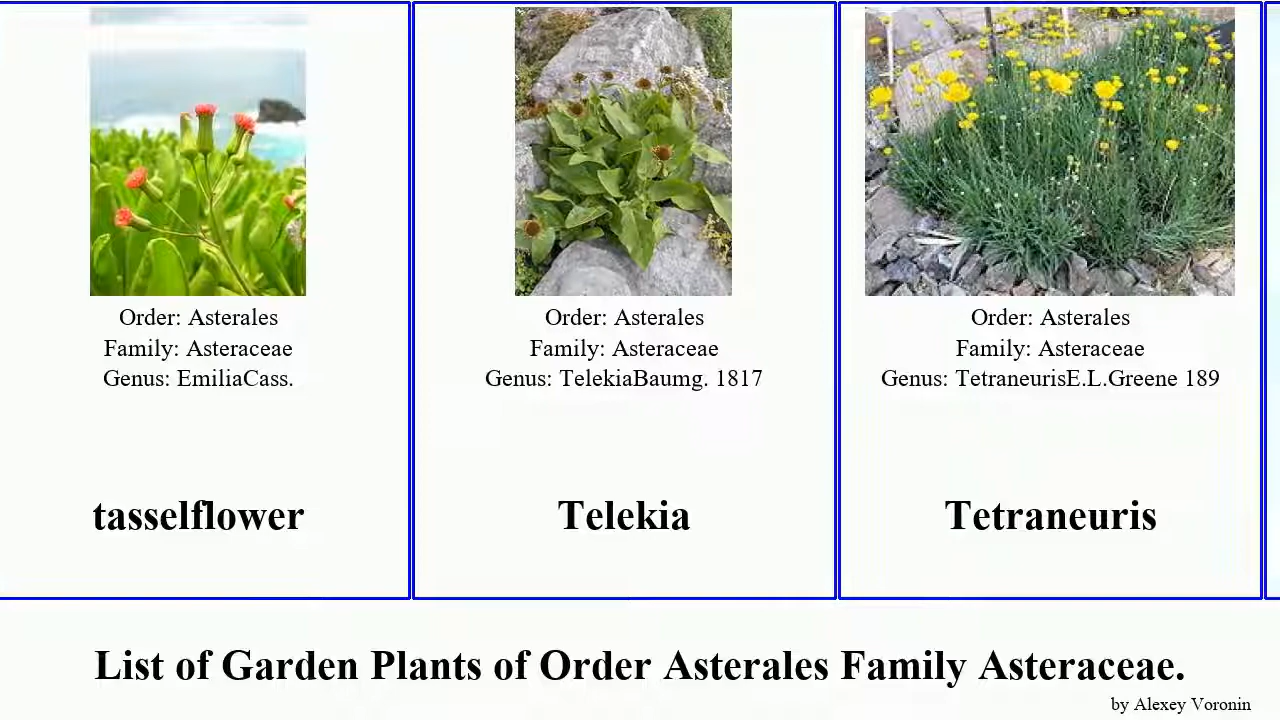 Order: Asterales
Family: Asteraceae
Genus: EmiliaCass.
tasselflower
Order: Asterales
Family: Asteraceae
Genus: TelekiaBaumg. 1817
Telekia
Order: Asterales
Family: Asteraceae
Genus: TetraneurisE.L.Greene 189
Tetraneuris
List of Garden Plants of Order Asterales Family Asteraceae.
by Alexey Voronin